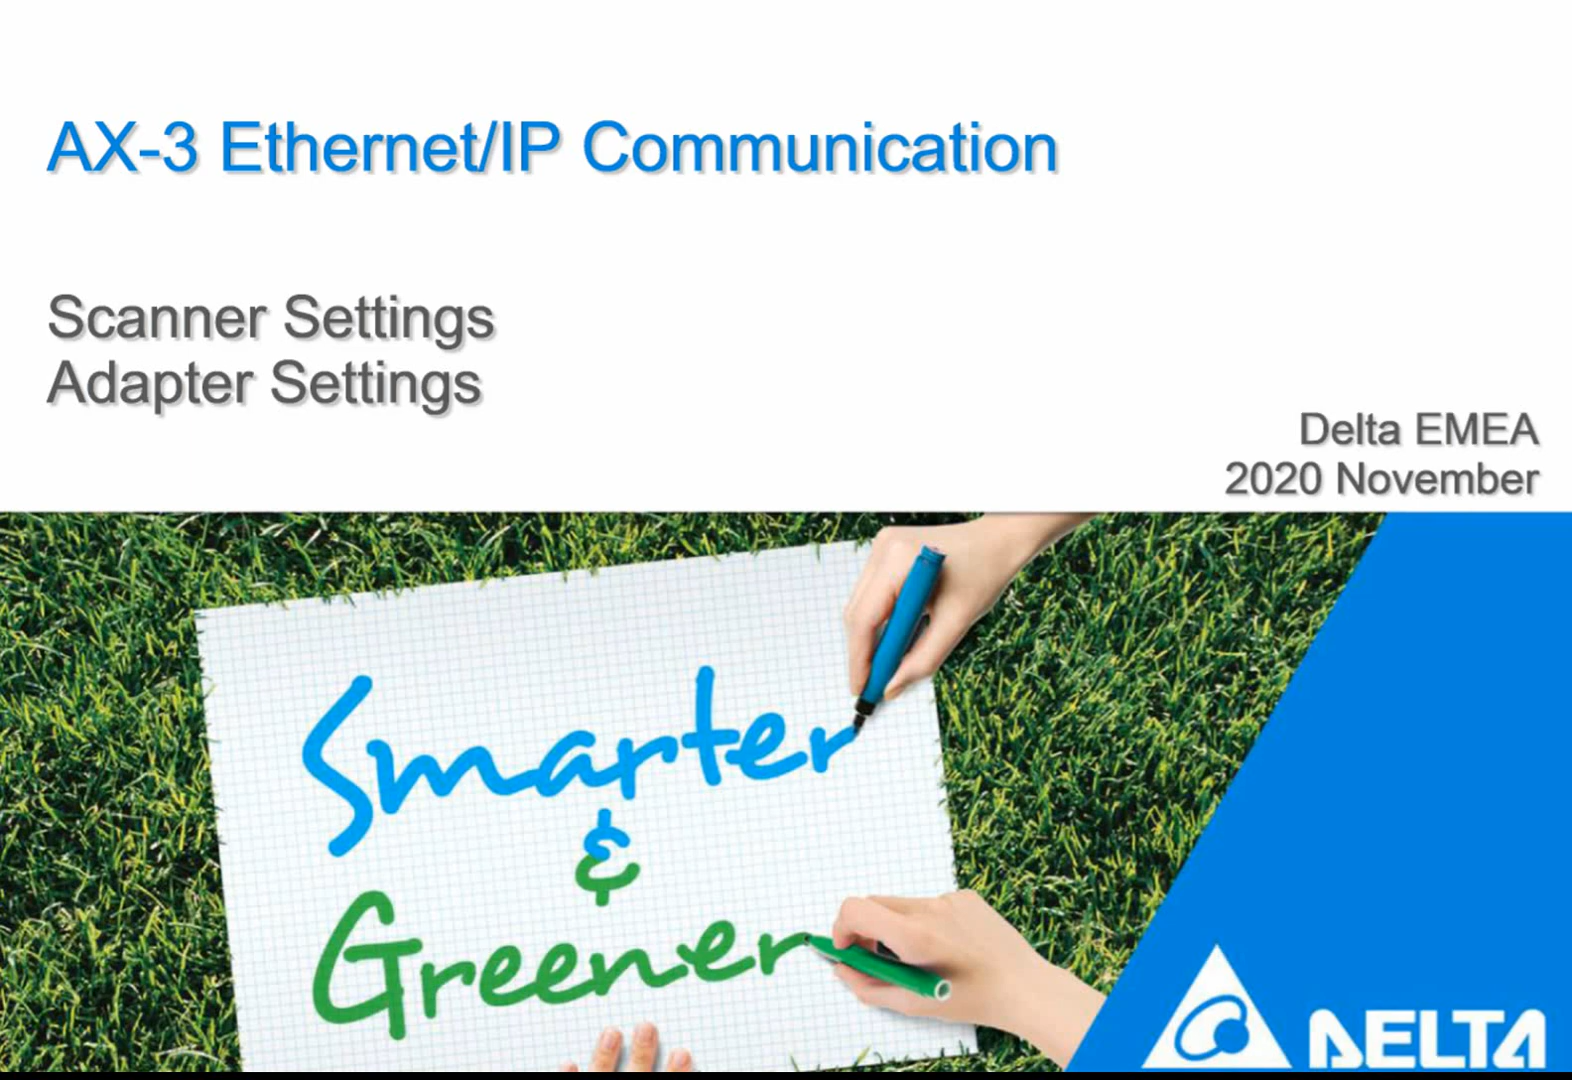 AX-3 Ethernet/IP Communication
Scanner Settings
Adapter Settings
Delta EMEA
2020 November
Smarter
&
Greener
DELTA